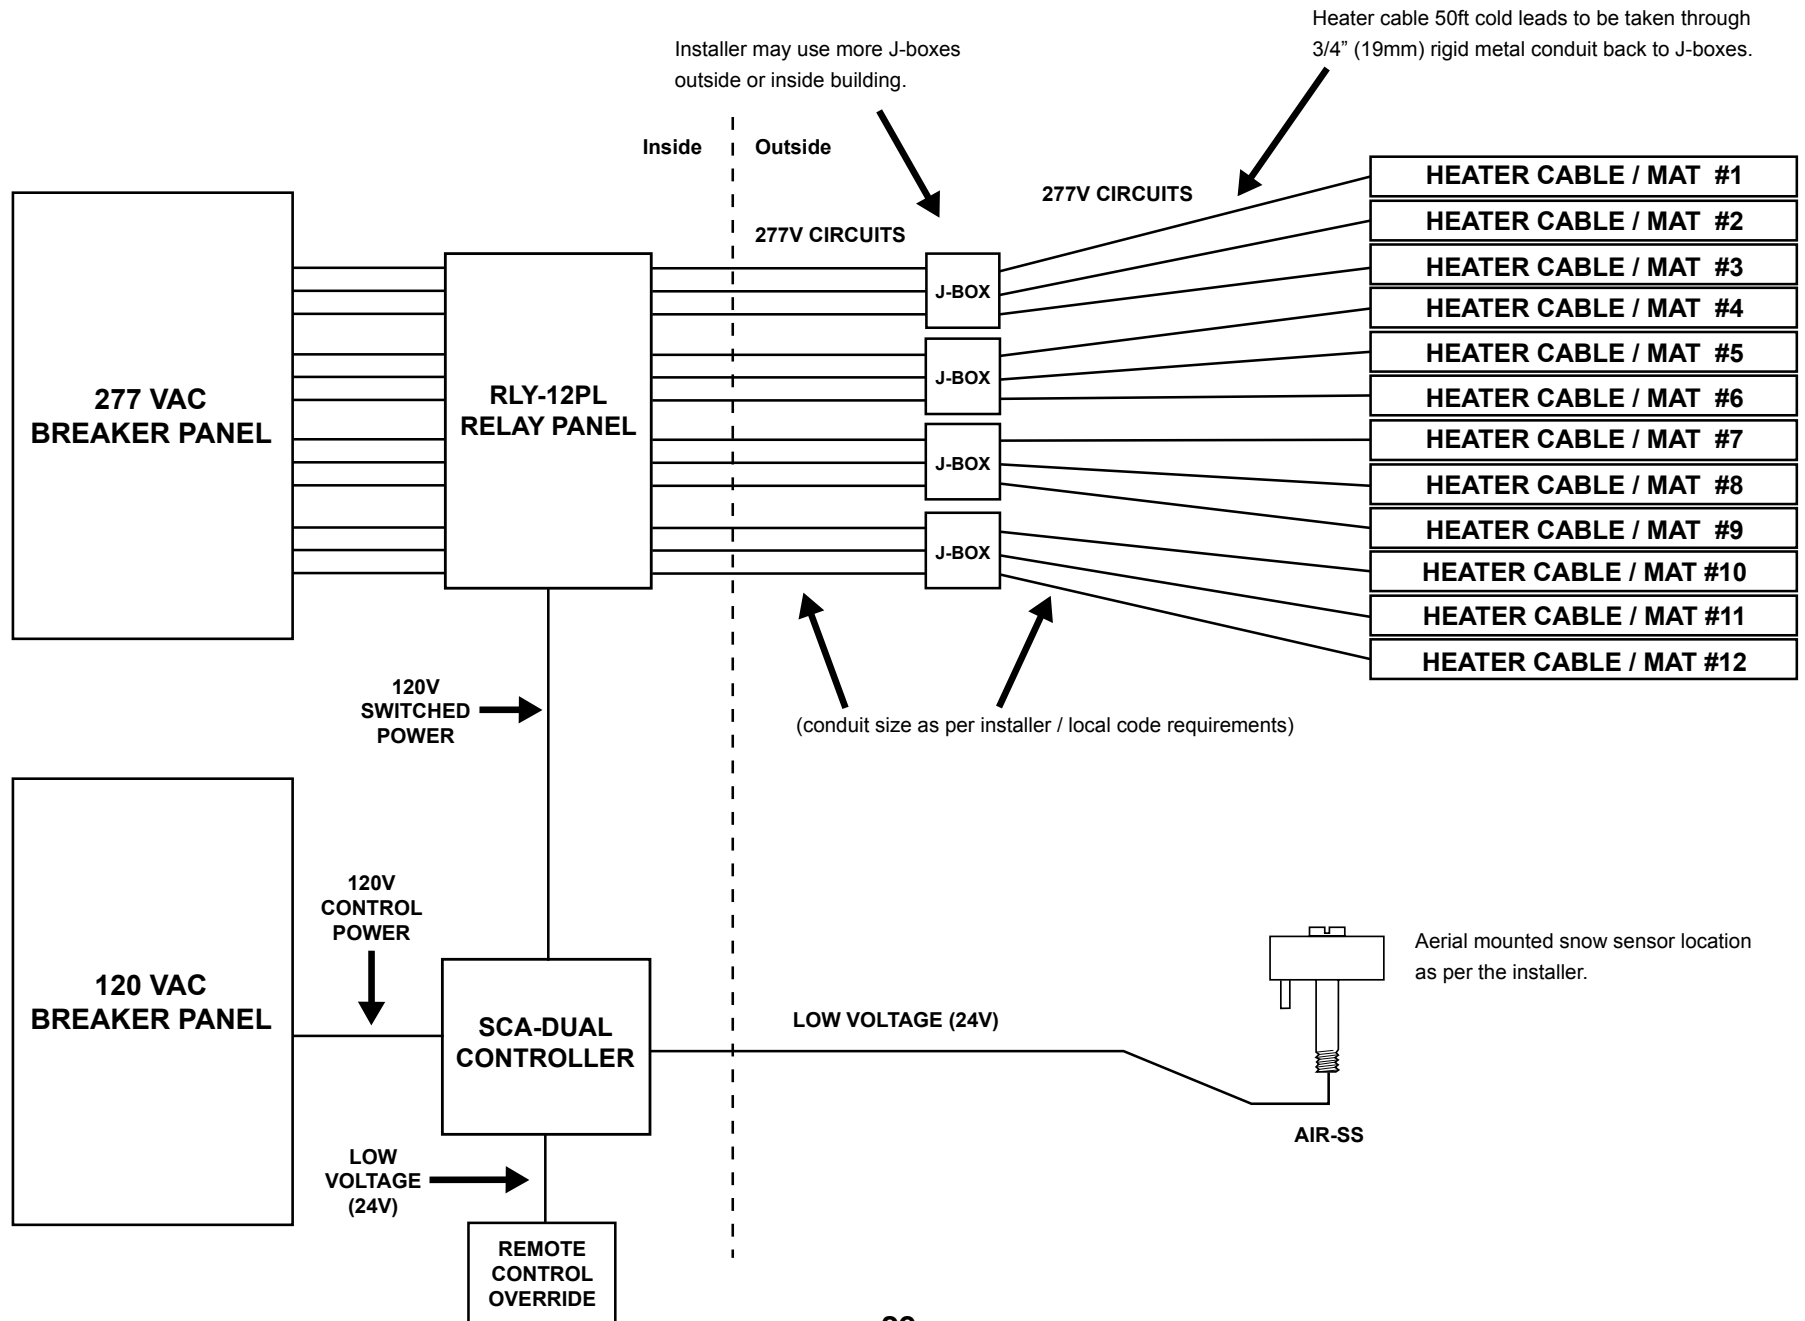 Heater cable 50ft cold leads to be taken through
3/4” (19mm) rigid metal conduit back to J-boxes.
Installer may use more J-boxes
outside or inside building.
Inside
Outside
277V CIRCUITS
277V CIRCUITS
277 VAC
BREAKER PANEL
RLY-12PL
RELAY PANEL
J-BOX
J-BOX
J-BOX
J-BOX
HEATER CABLE / MAT #1
HEATER CABLE / MAT #2
HEATER CABLE / MAT #3
HEATER CABLE / MAT #4
HEATER CABLE / MAT #5
HEATER CABLE / MAT #6
HEATER CABLE / MAT #7
HEATER CABLE / MAT #8
HEATER CABLE / MAT #9
HEATER CABLE / MAT #10
HEATER CABLE / MAT #11
HEATER CABLE / MAT #12
120V
SWITCHED
POWER
(conduit size as per installer / local code requirements)
120V
CONTROL
POWER
120 VAC
BREAKER PANEL
SCA-DUAL
CONTROLLER
LOW VOLTAGE (24V)
Aerial mounted snow sensor location
as per the installer.
AIR-SS
LOW
VOLTAGE
(24V)
REMOTE
CONTROL
OVERRIDE